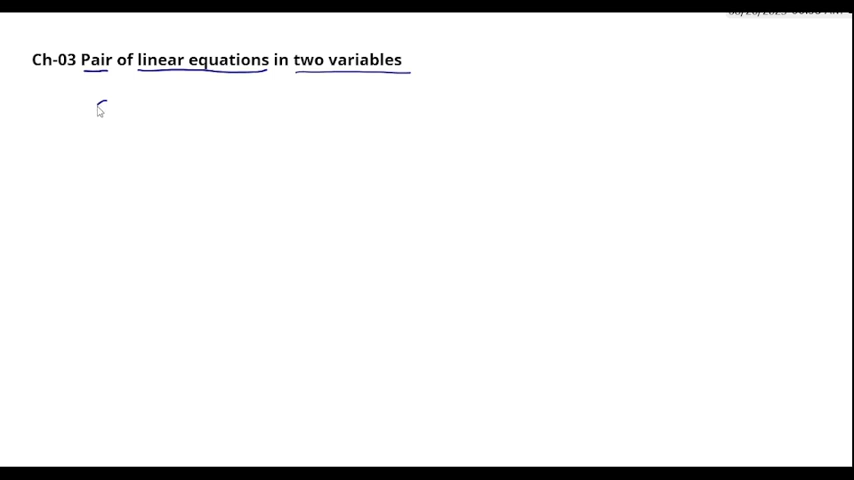 Ch-03 Pair of linear equations in two variables